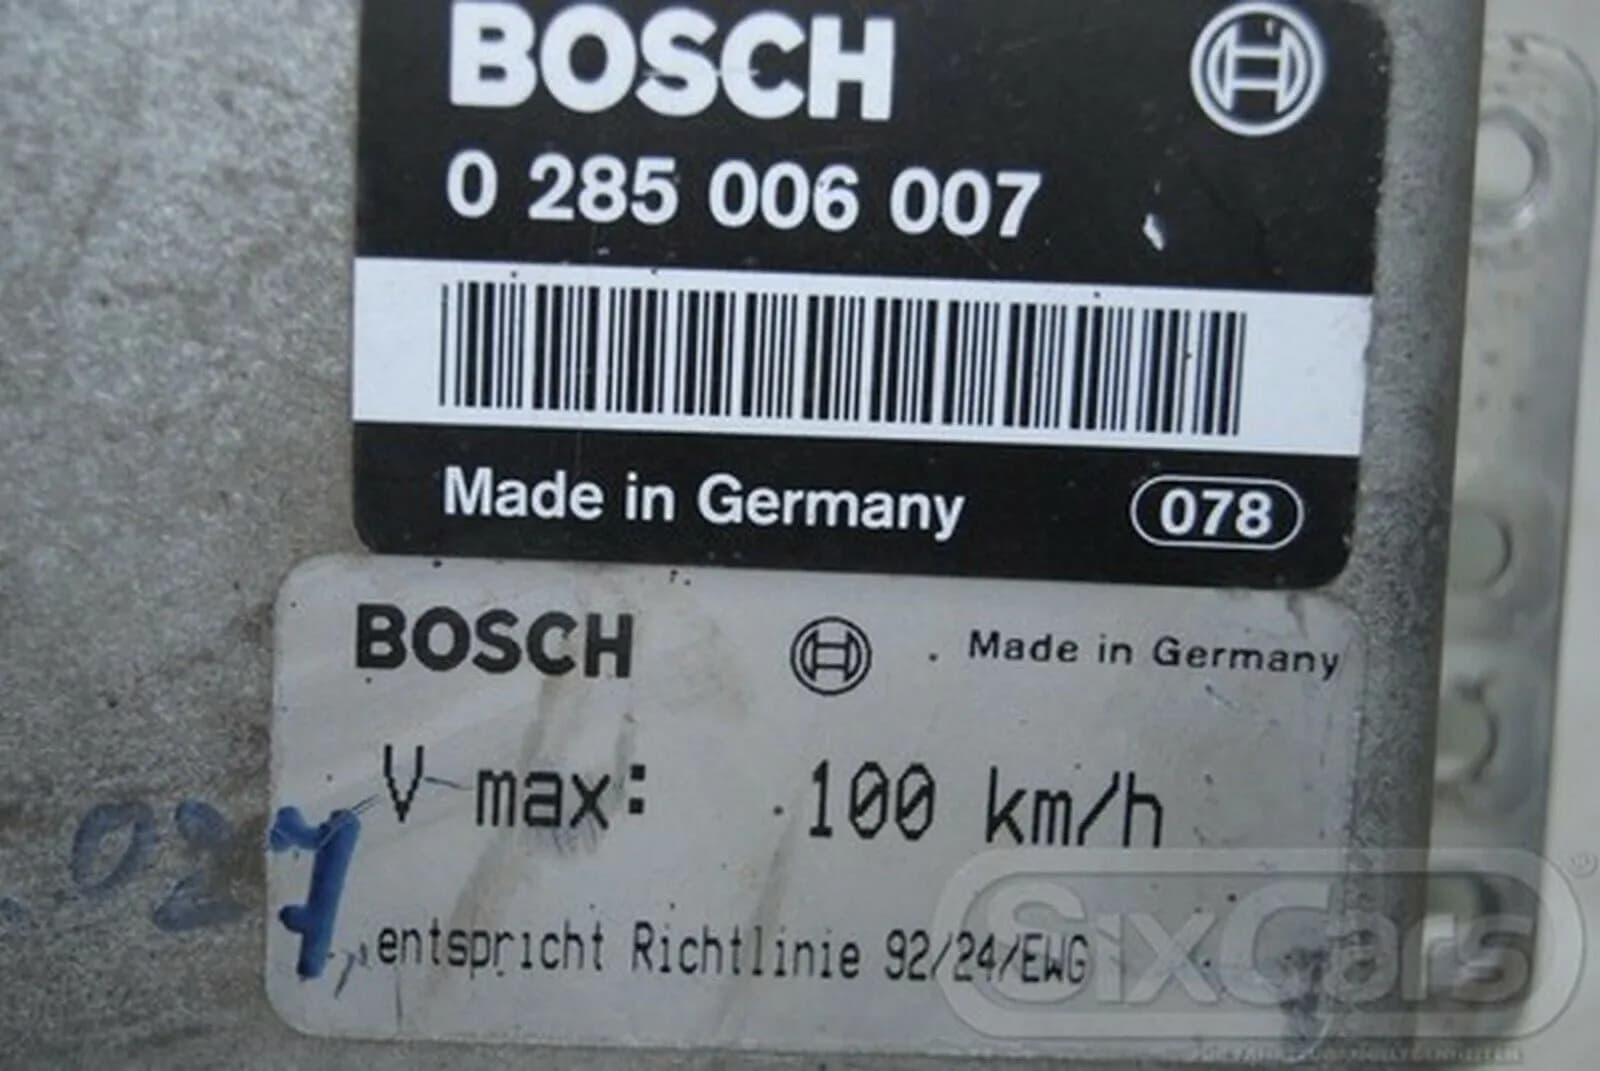 BOSCH
0 285 006 007
Made in Germany 078
BOSCH Made in Germany
V max: 100 km/h
027
entspricht Richtlinie 92/24/EWG
SixCars ®